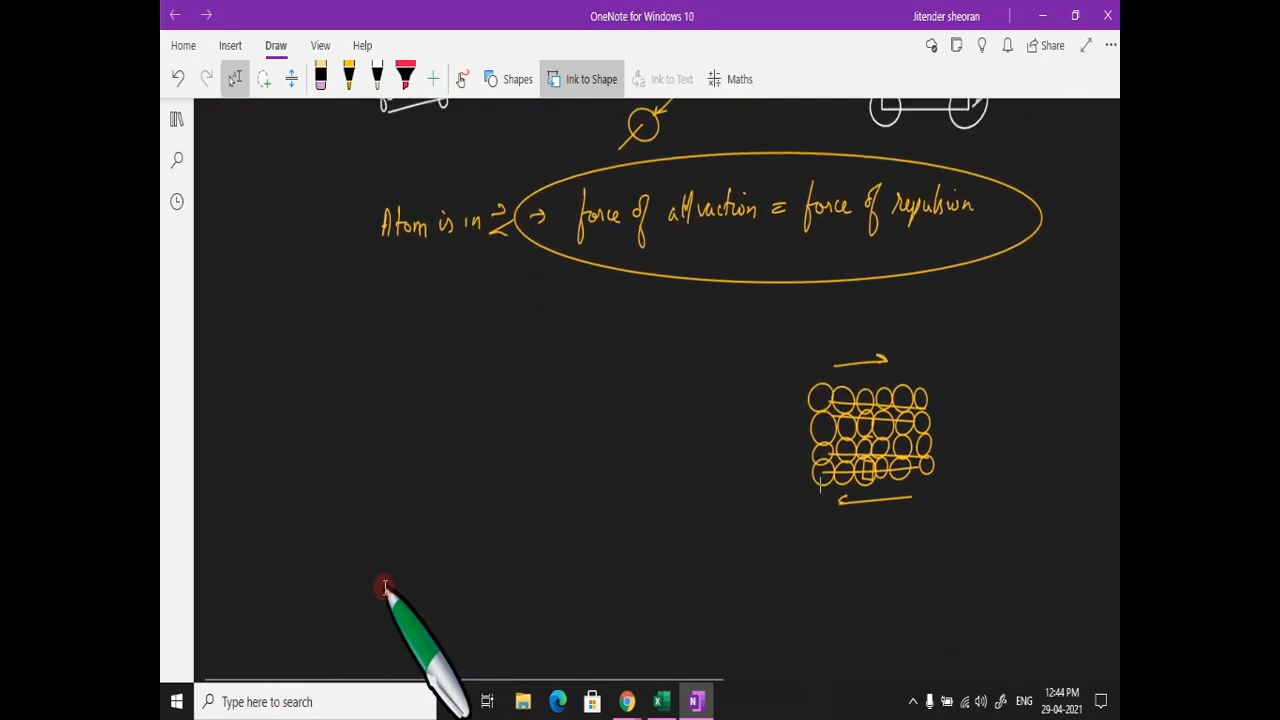 OneNote for Windows 10
Jitender sheoran
Home Insert Draw View Help
Share
Shapes
Ink to Shape
Ink to Text
Maths
Atom is in → force of attraction = force of repulsion
Type here to search
ENG
12:44 PM
29-04-2021